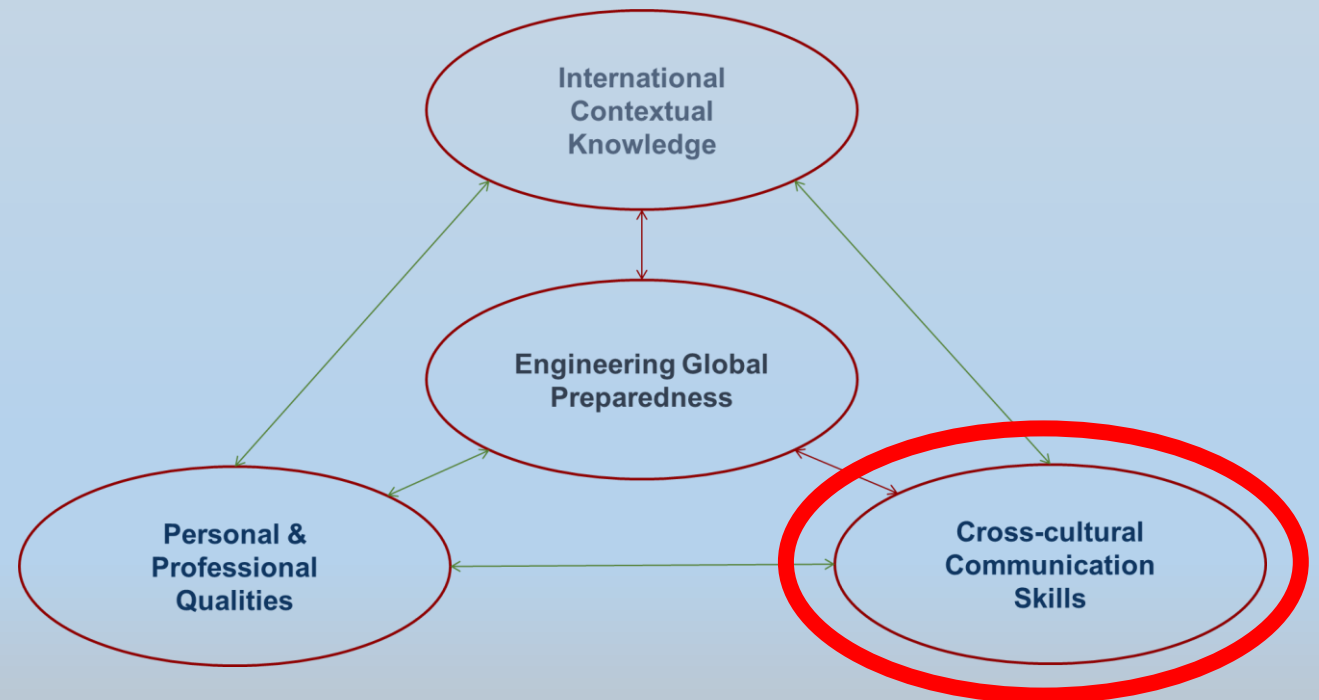 International
Contextual
Knowledge
Engineering Global
Preparedness
Personal &
Professional
Qualities
Cross-cultural
Communication
Skills